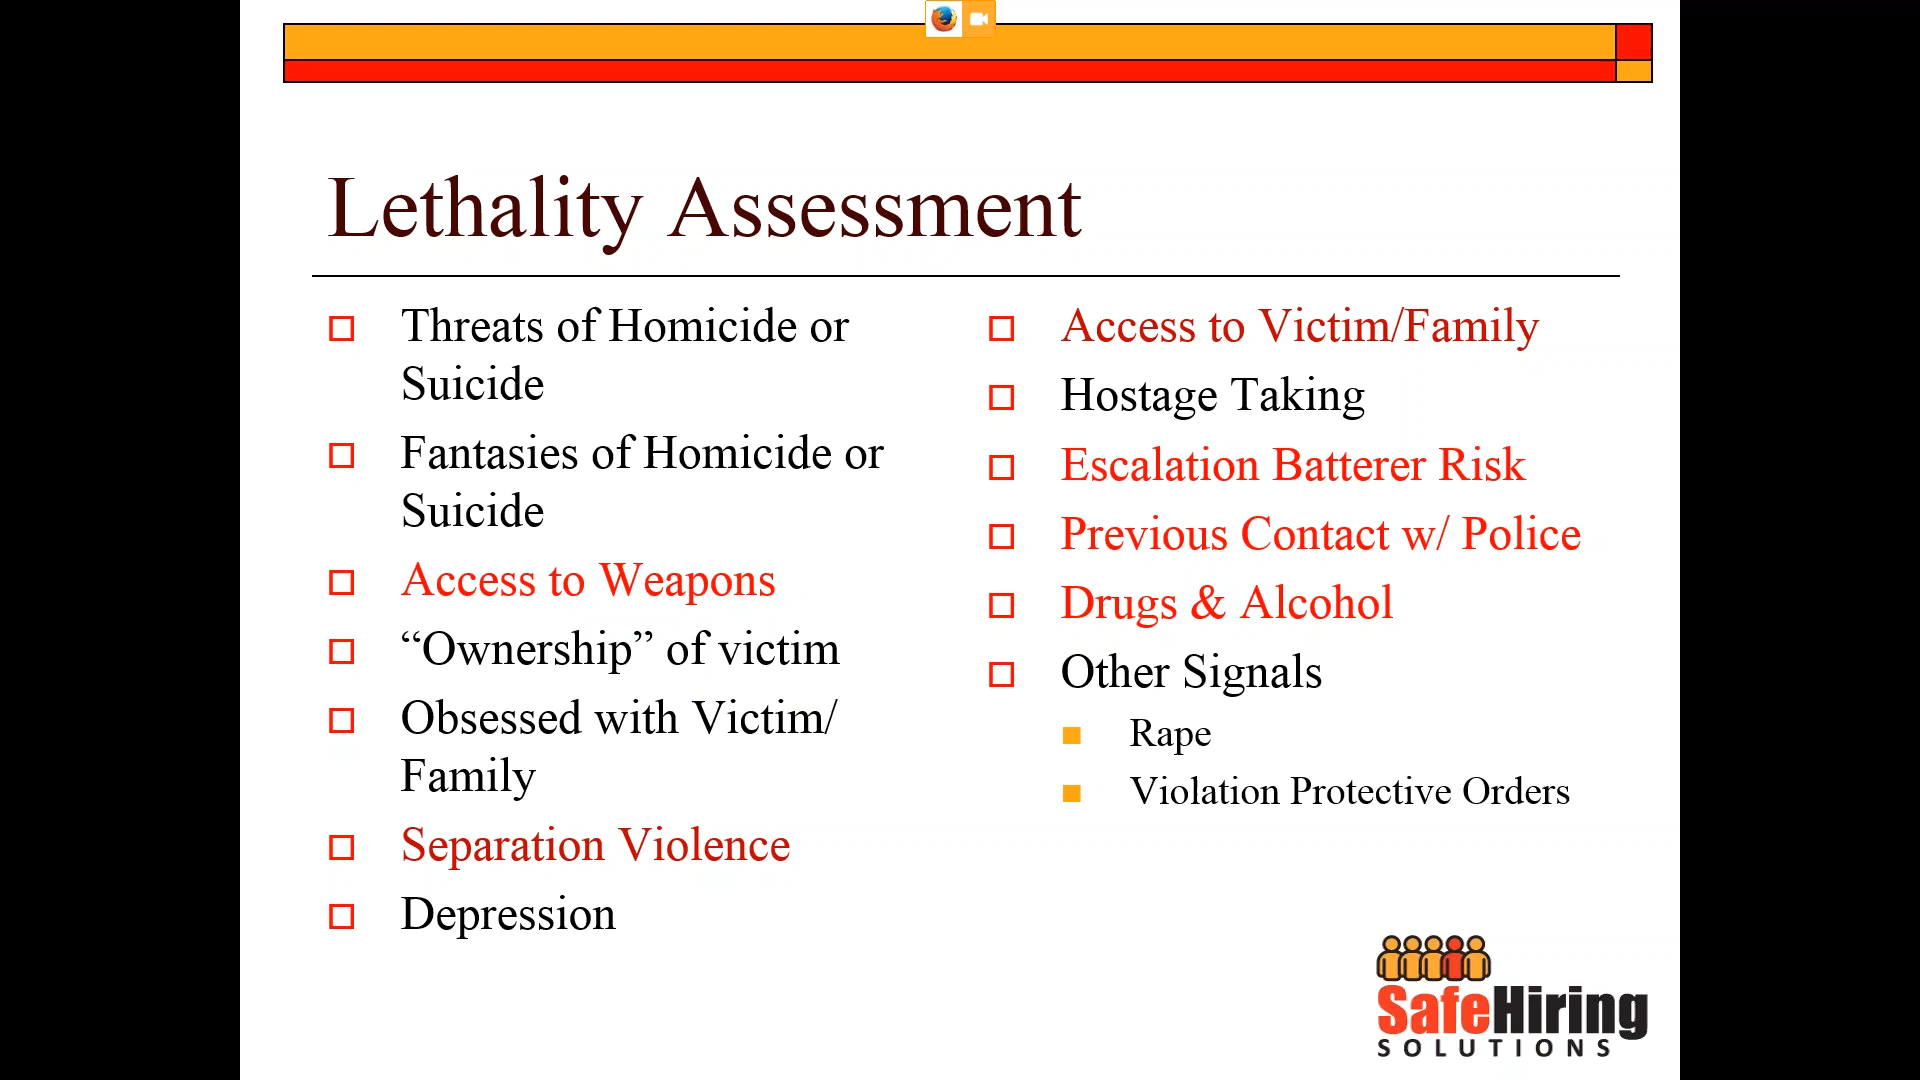 Lethality Assessment
Threats of Homicide or
Suicide
Fantasies of Homicide or
Suicide
Access to Weapons
“Ownership” of victim
Obsessed with Victim/
Family
Separation Violence
Depression
Access to Victim/Family
Hostage Taking
Escalation Batterer Risk
Previous Contact w/ Police
Drugs & Alcohol
Other Signals
Rape
Violation Protective Orders
SafeHiring
SOLUTIONS